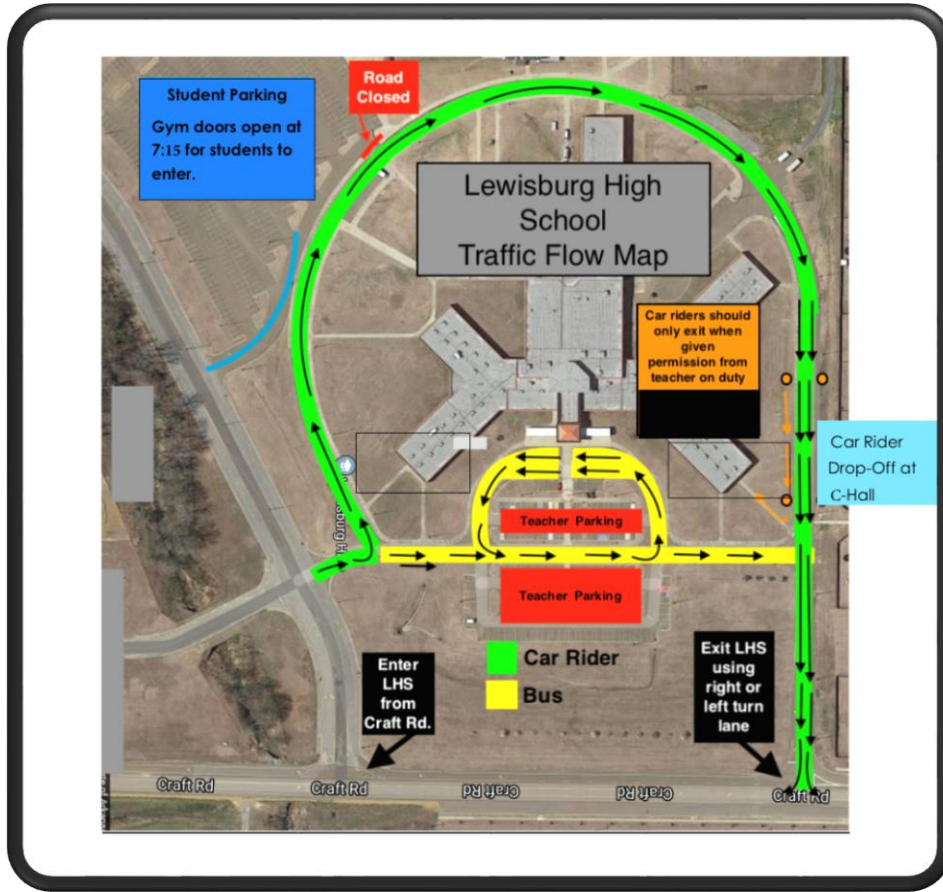 Student Parking
Gym doors open at
7:15 for students to
enter.
Road
Closed
Lewisburg High
School
Traffic Flow Map
Car riders should
only exit when
given
permission from
teacher on duty
Car Rider
Drop-Off at
C-Hall
Teacher Parking
Teacher Parking
Car Rider
Bus
Enter
LHS
from
Craft Rd.
Exit LHS
using
right or
left turn
lane
Craft Rd
Craft Rd
Craft Rd
Craft Rd
Craft Rd